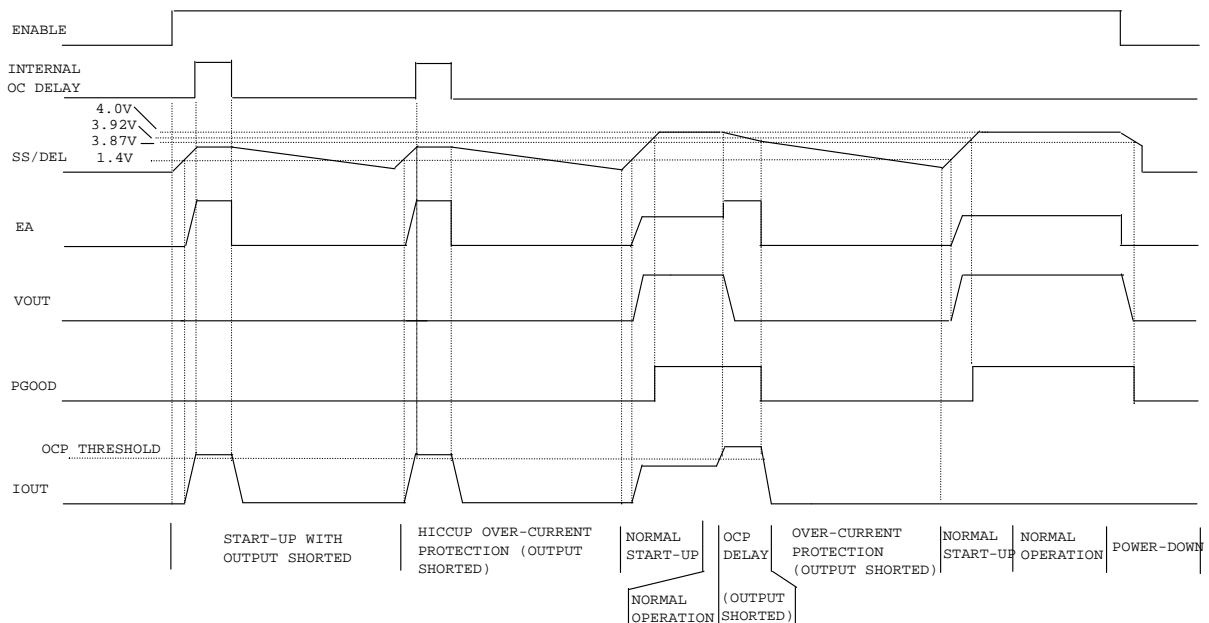 ENABLE
INTERNAL
OC DELAY
4.0V
3.92V
3.87V
SS/DEL
1.4V
EA
VOUT
PGOOD
OCP THRESHOLD
IOUT
START-UP WITH
OUTPUT SHORTED
HICCUP OVER-CURRENT
PROTECTION (OUTPUT
SHORTED)
NORMAL
START-UP
NORMAL
OPERATION
OCP
DELAY
(OUTPUT
SHORTED)
OVER-CURRENT
PROTECTION
(OUTPUT SHORTED)
NORMAL
START-UP
NORMAL
OPERATION
POWER-DOWN